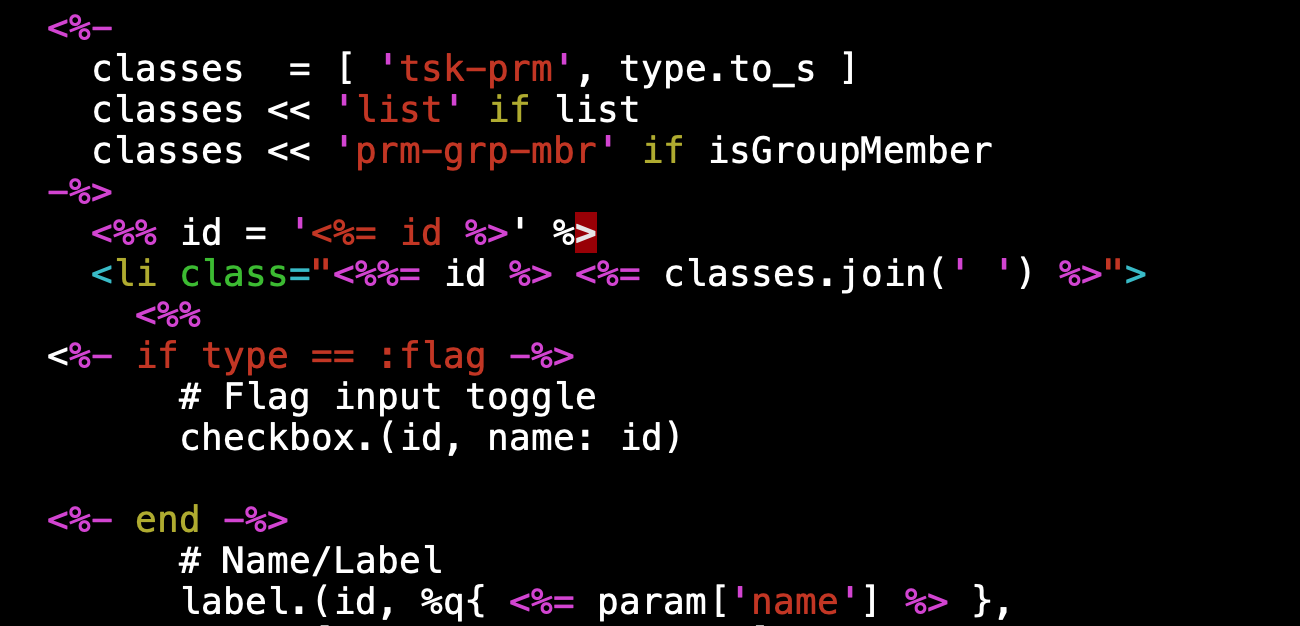 <%-
  classes  = [ 'tsk-prm', type.to_s ]
  classes << 'list' if list
  classes << 'prm-grp-mbr' if isGroupMember
-%>
  <%% id = '<%= id %>' %>
  <li class="<%%= id %> <%= classes.join(' ') %>">
    <%%
<%- if type == :flag -%>
      # Flag input toggle
      checkbox.(id, name: id)

<%- end -%>
      # Name/Label
      label.(id, %q{ <%= param['name'] %> },